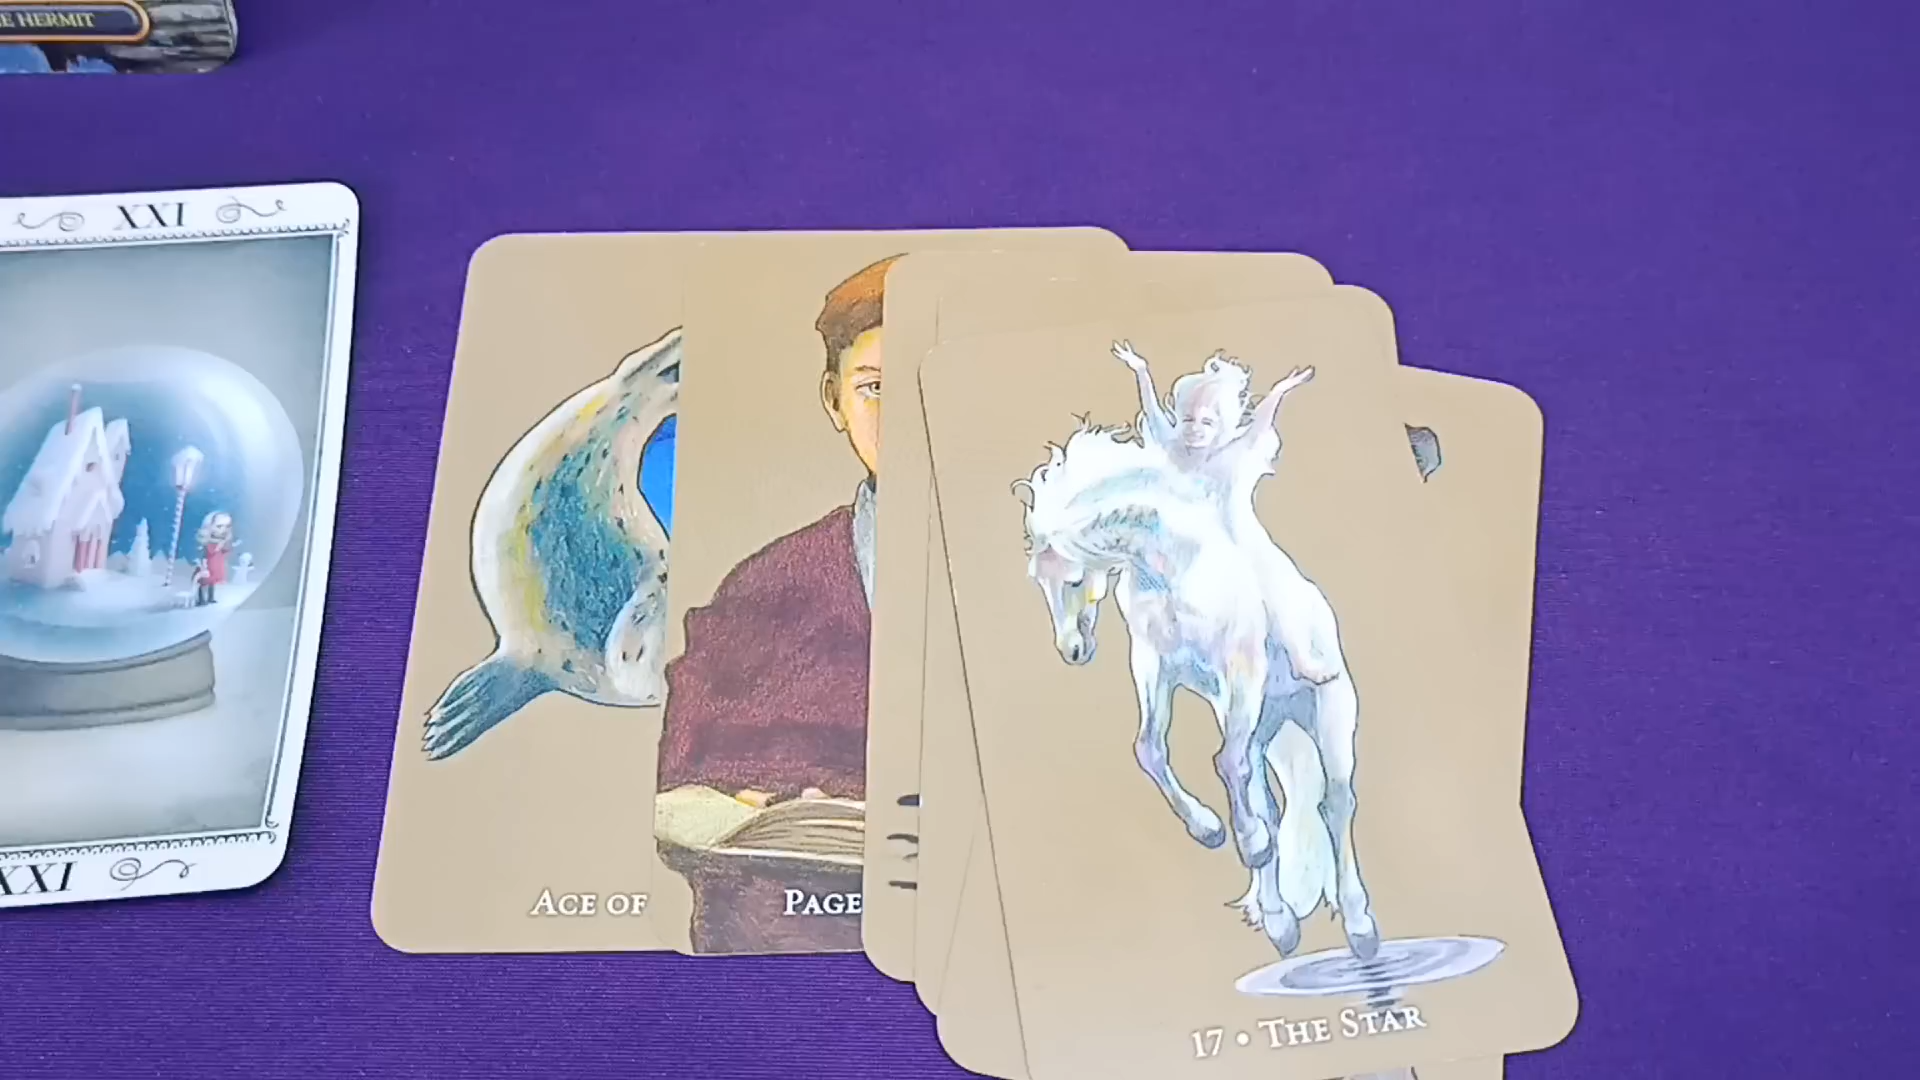 E HERMIT
XXI
XXI
ACE OF
PAGE
17 • THE STAR